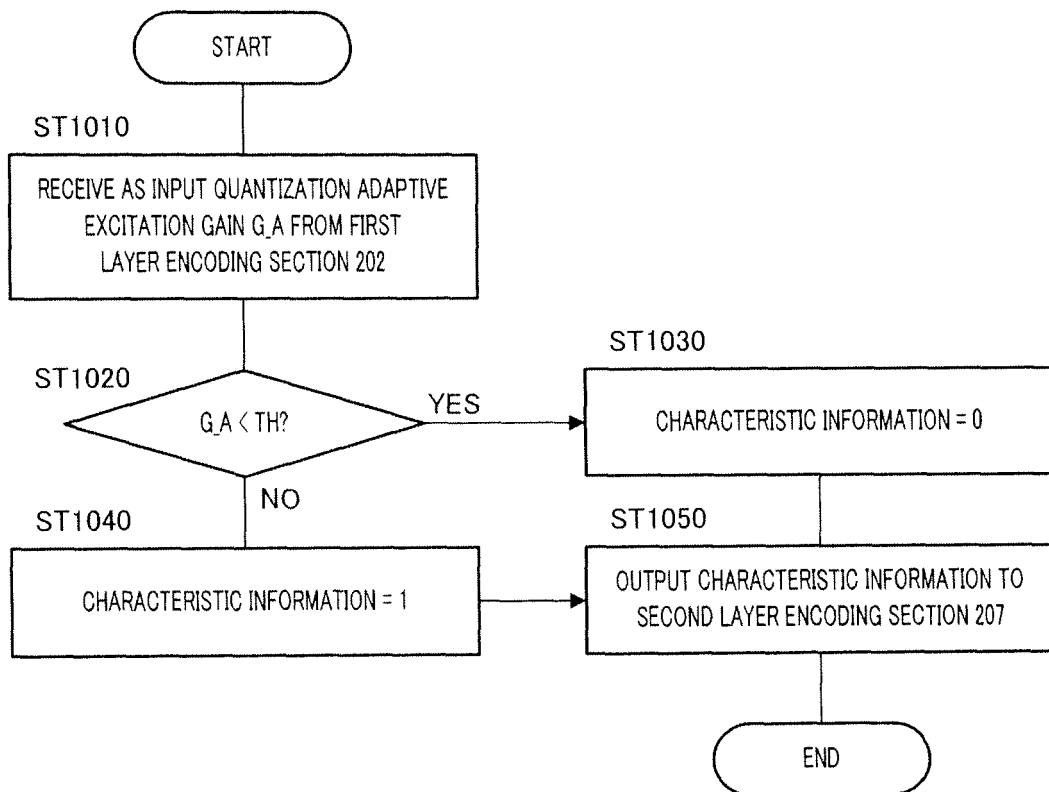 START
ST1010
RECEIVE AS INPUT QUANTIZATION ADAPTIVE
EXCITATION GAIN G_A FROM FIRST
LAYER ENCODING SECTION 202
ST1020
G_A < TH?
YES
NO
ST1030
CHARACTERISTIC INFORMATION = 0
ST1040
CHARACTERISTIC INFORMATION = 1
ST1050
OUTPUT CHARACTERISTIC INFORMATION TO
SECOND LAYER ENCODING SECTION 207
END